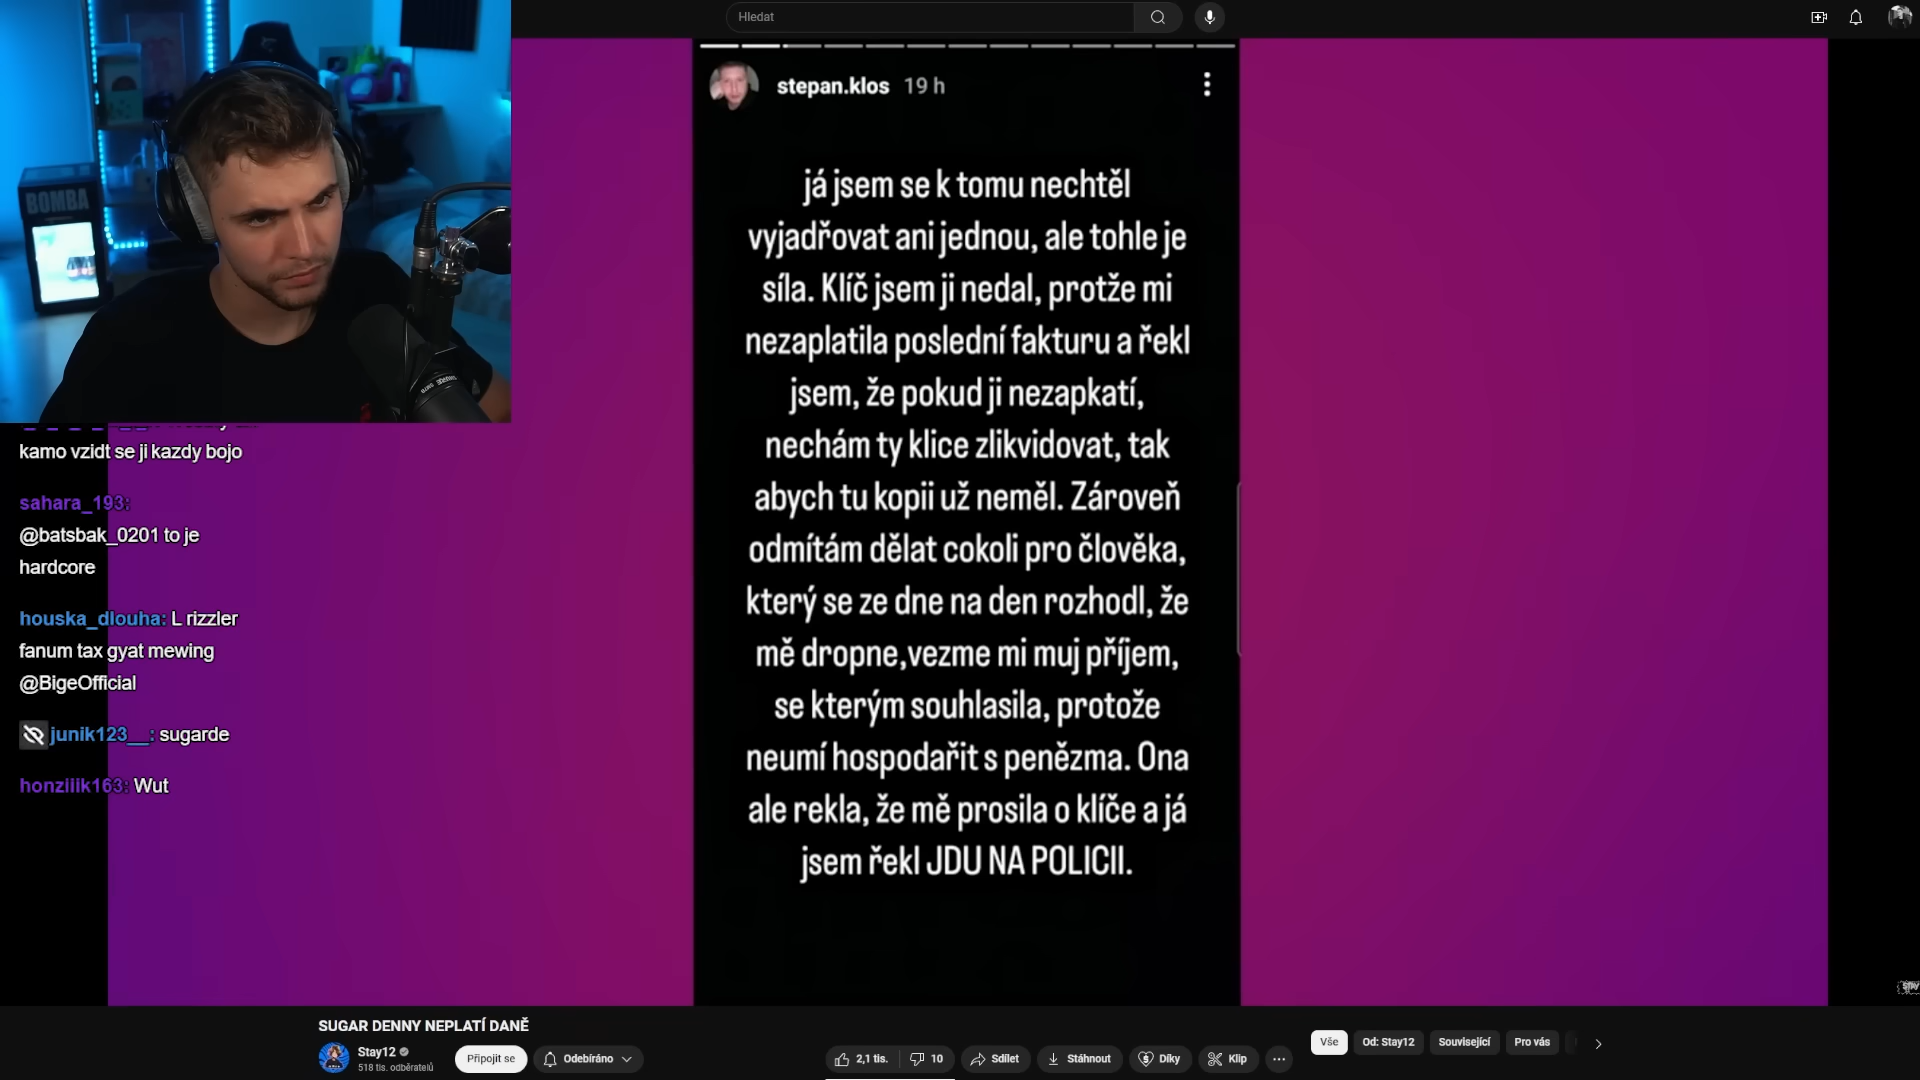 Hledat
stepan.klos 19 h
já jsem se k tomu nechtěl
vyjadřovat ani jednou, ale tohle je
síla. Klíč jsem ji nedal, protže mi
nezaplatila poslední fakturu a řekl
jsem, že pokud ji nezapkatí,
nechám ty klice zlikvidovat, tak
abych tu kopii už neměl. Zároveň
odmítám dělat cokoli pro člověka,
který se ze dne na den rozhodl, že
mě dropne,vezme mi muj příjem,
se kterým souhlasila, protože
neumí hospodařit s penězma. Ona
ale rekla, že mě prosila o klíče a já
jsem řekl JDU NA POLICII.
BOMBA
kamo vzidt se ji kazdy bojo
sahara_193:
@batsbak_0201 to je
hardcore
houska_dlouha: L rizzler
fanum tax gyat mewing
@BigeOfficial
junik123__: sugarde
honziiik163: Wut
SUGAR DENNY NEPLATÍ DANĚ
Stay12
518 tis. odběratelů
Připojit se
Odebíráno
2,1 tis.
10
Sdílet
Stáhnout
Díky
Klip
Vše
Od: Stay12
Související
Pro vás